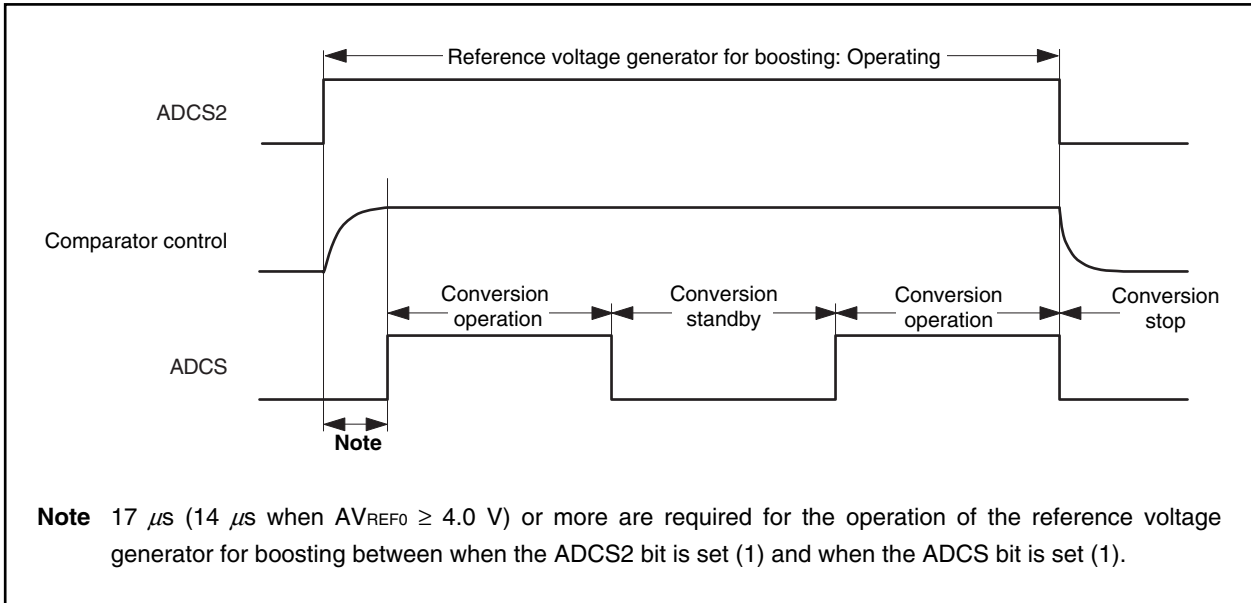 Reference voltage generator for boosting: Operating
ADCS2
Comparator control
Conversion operation
Conversion standby
Conversion operation
Conversion stop
ADCS
Note
Note 17 μs (14 μs when AVREF0 ≥ 4.0 V) or more are required for the operation of the reference voltage
generator for boosting between when the ADCS2 bit is set (1) and when the ADCS bit is set (1).